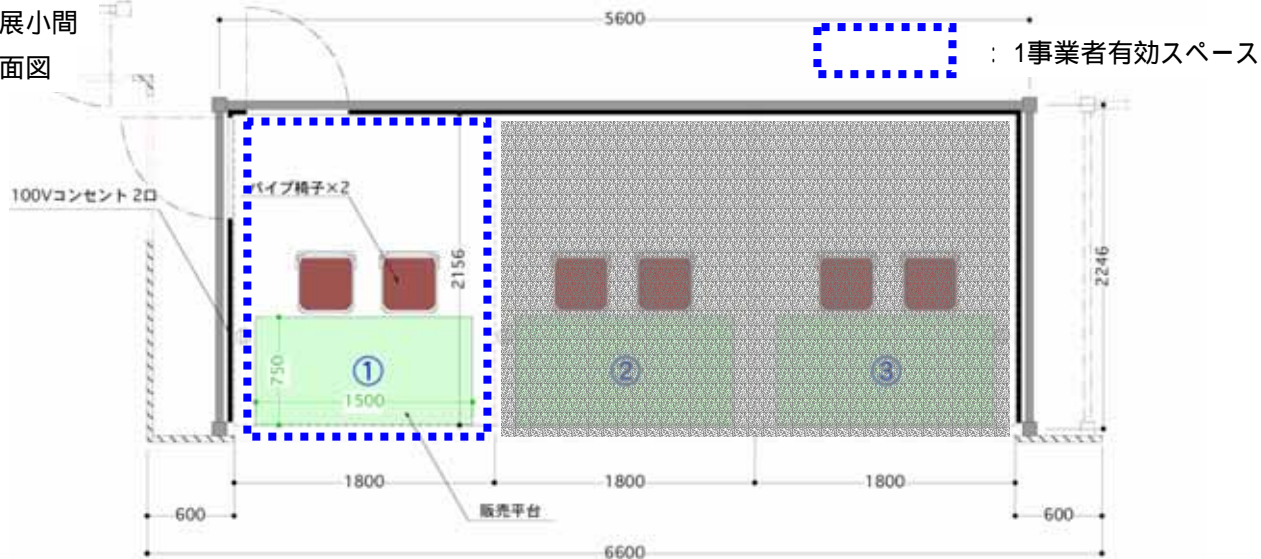 展小間
面図
5600
： 1事業者有効スペース
100Vコンセント 2口
パイプ椅子×2
2156
2246
750
1500
①
②
③
1800
1800
1800
600
販売平台
600
6600